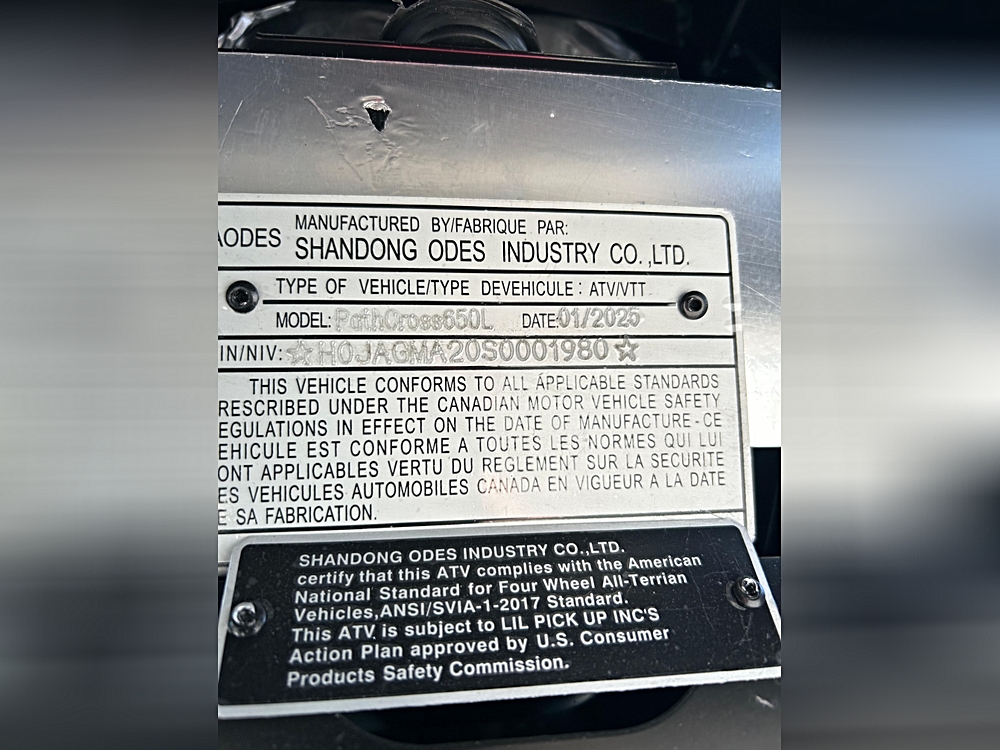 AODES
MANUFACTURED BY/FABRIQUE PAR:
SHANDONG ODES INDUSTRY CO.,LTD.
TYPE OF VEHICLE/TYPE DEVEHICULE : ATV/VTT
MODEL: PathCross650L DATE: 01/2025
IN/NIV: ☆H0JAGMA20S0001980☆
THIS VEHICLE CONFORMS TO ALL APPLICABLE STANDARDS
RESCRIBED UNDER THE CANADIAN MOTOR VEHICLE SAFETY
EGULATIONS IN EFFECT ON THE DATE OF MANUFACTURE-CE
EHICULE EST CONFORME A TOUTES LES NORMES QUI LUI
ONT APPLICABLES VERTU DU REGLEMENT SUR LA SECURITE
ES VEHICULES AUTOMOBILES CANADA EN VIGUEUR A LA DATE
E SA FABRICATION.
SHANDONG ODES INDUSTRY CO.,LTD.
certify that this ATV complies with the American
National Standard for Four Wheel All-Terrian
Vehicles,ANSI/SVIA-1-2017 Standard.
This ATV is subject to LIL PICK UP INC'S
Action Plan approved by U.S. Consumer
Products Safety Commission.